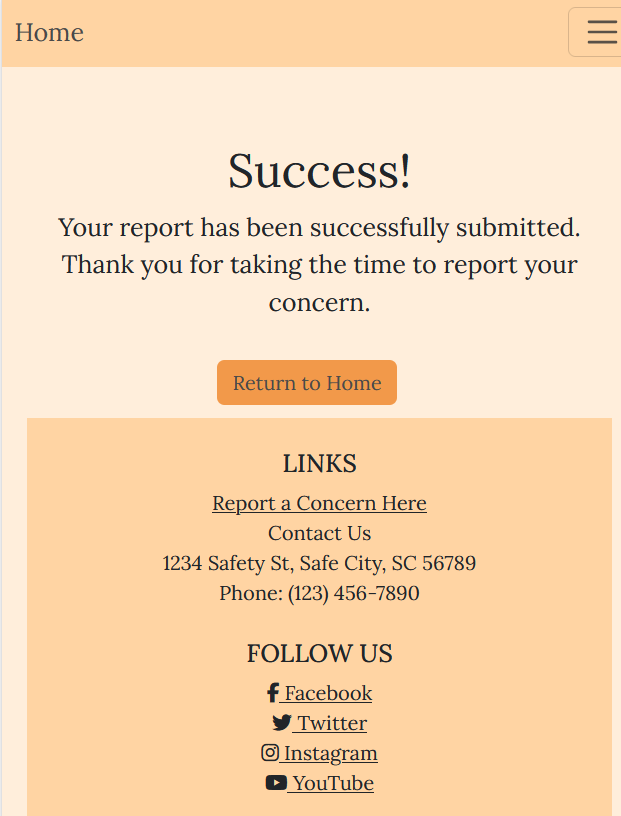 Home
Success!
Your report has been successfully submitted.
Thank you for taking the time to report your
concern.
Return to Home
LINKS
Report a Concern Here
Contact Us
1234 Safety St, Safe City, SC 56789
Phone: (123) 456-7890
FOLLOW US
Facebook
Twitter
Instagram
YouTube